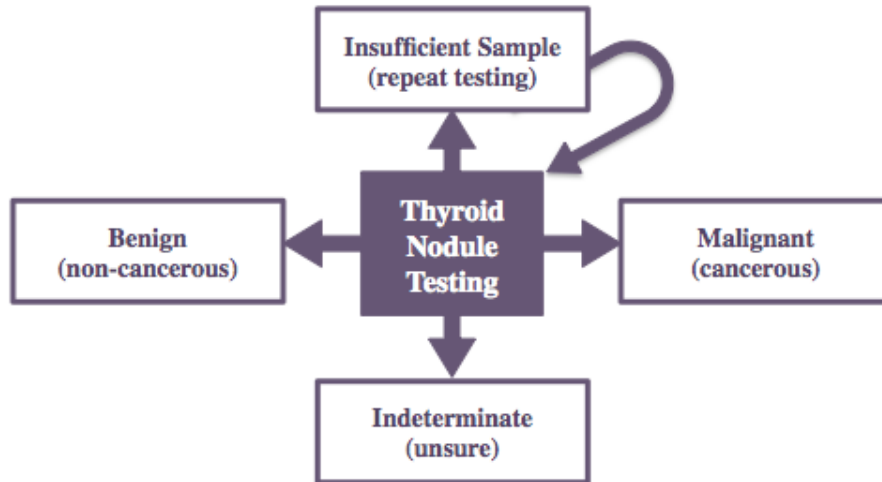 Insufficient Sample
(repeat testing)
Thyroid
Nodule
Testing
Benign
(non-cancerous)
Malignant
(cancerous)
Indeterminate
(unsure)